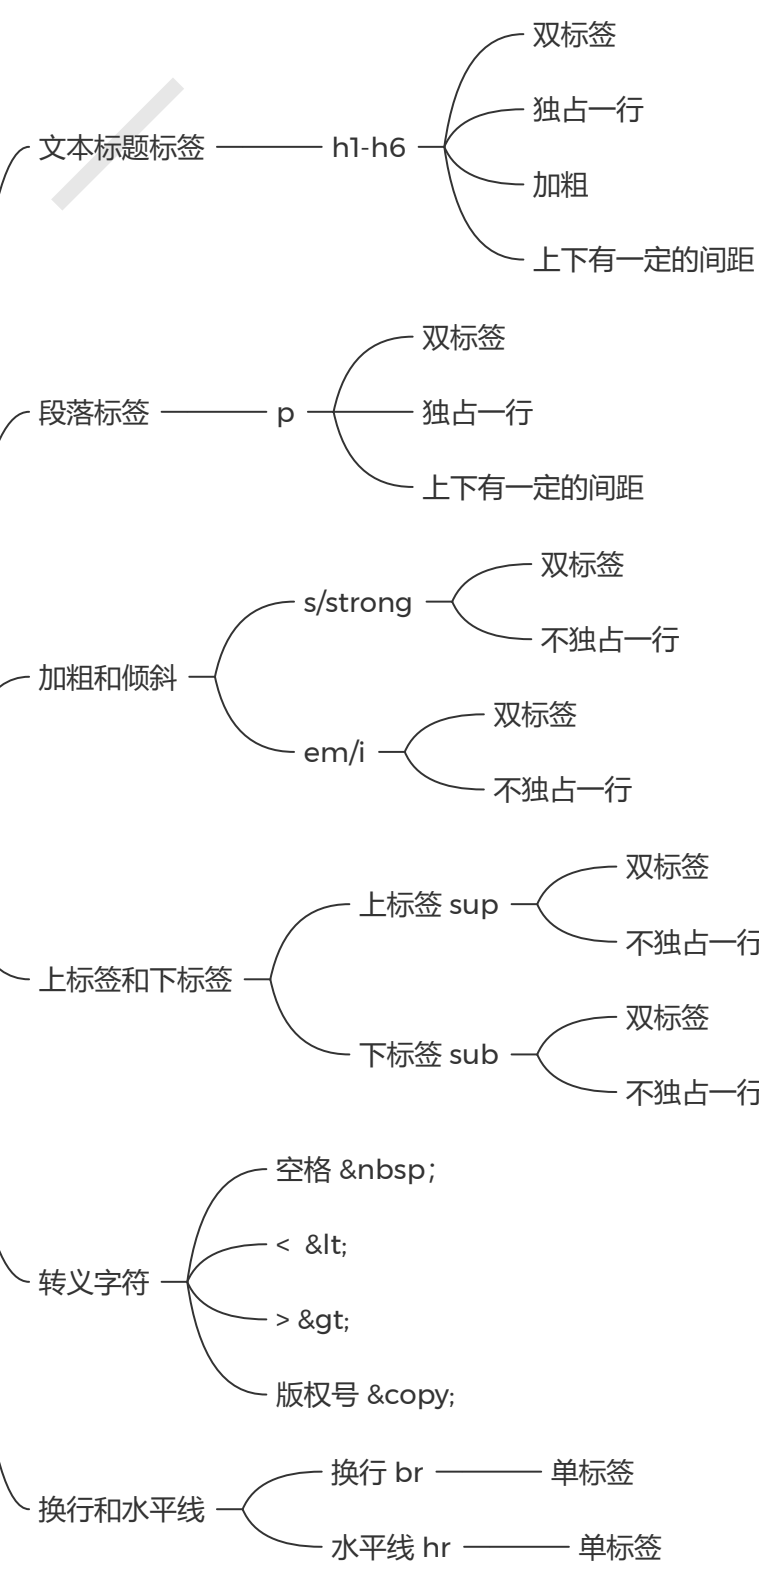 文本标题标签
h1-h6
双标签
独占一行
加粗
上下有一定的间距
段落标签
p
双标签
独占一行
上下有一定的间距
加粗和倾斜
s/strong
双标签
不独占一行
em/i
双标签
不独占一行
上标签和下标签
上标签 sup
双标签
不独占一行
下标签 sub
双标签
不独占一行
转义字符
空格 &nbsp;
<  &lt;
> &gt;
版权号 &copy;
换行和水平线
换行 br
单标签
水平线 hr
单标签